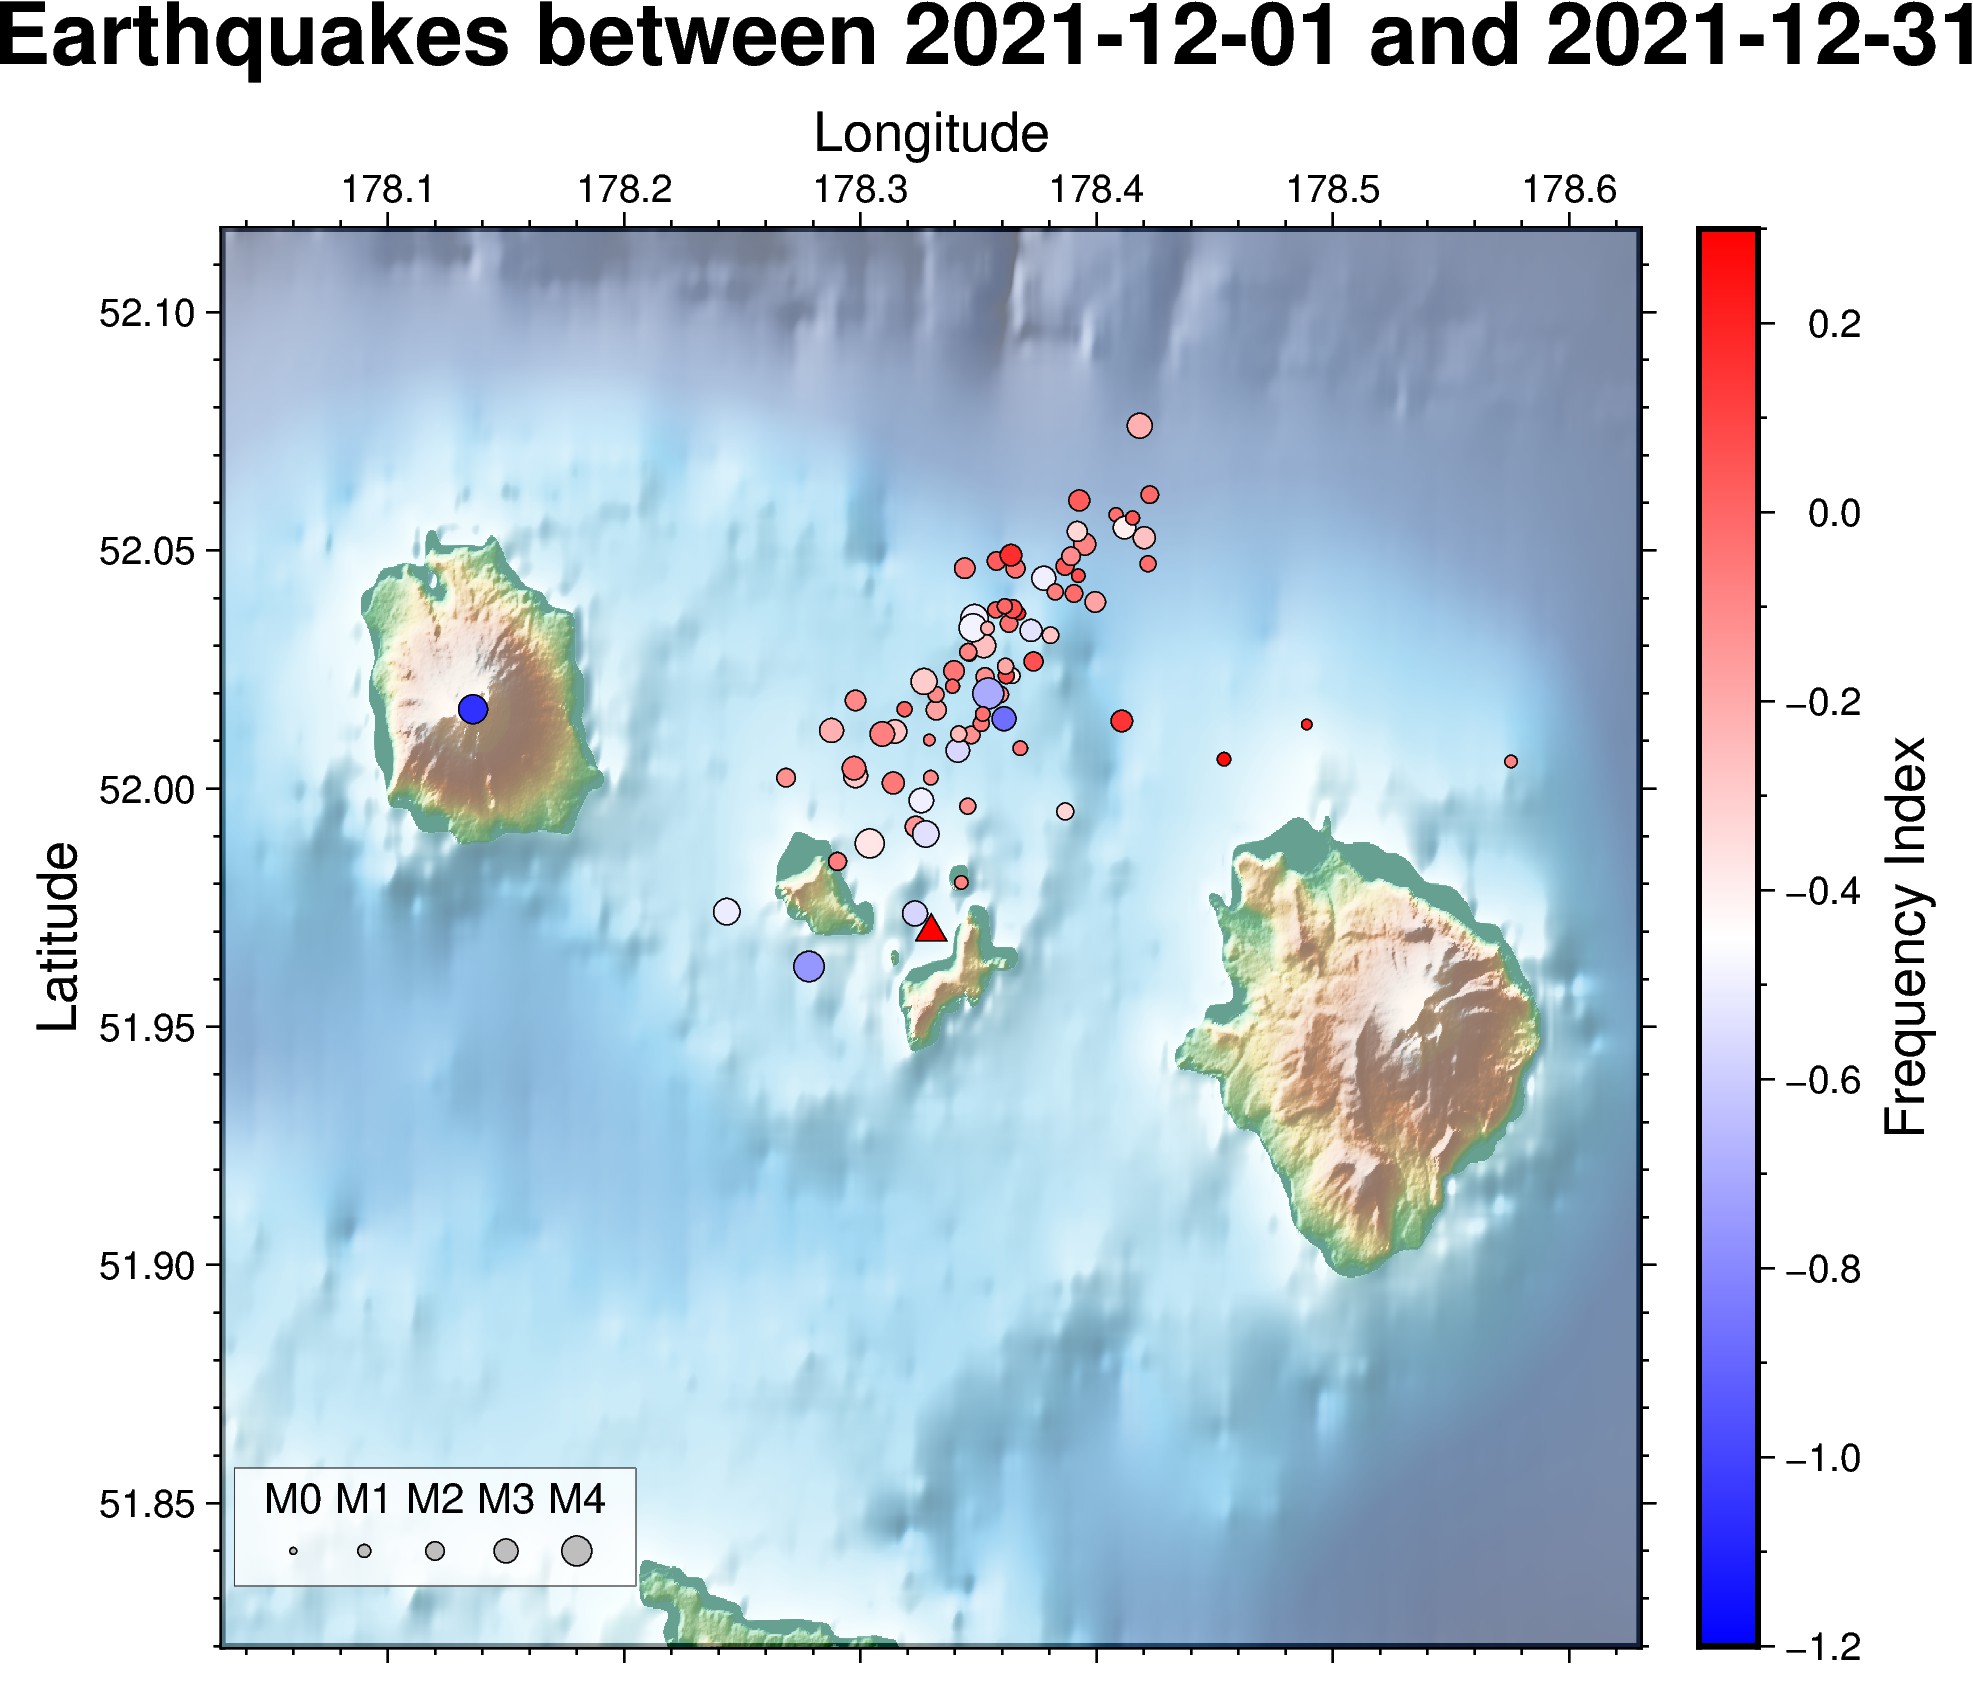 Earthquakes between 2021-12-01 and 2021-12-31
Longitude
178.1 178.2 178.3 178.4 178.5 178.6
52.10
52.05
52.00
51.95
51.90
51.85
Latitude
M0 M1 M2 M3 M4
0.2
0.0
−0.2
−0.4
−0.6
−0.8
−1.0
−1.2
Frequency Index